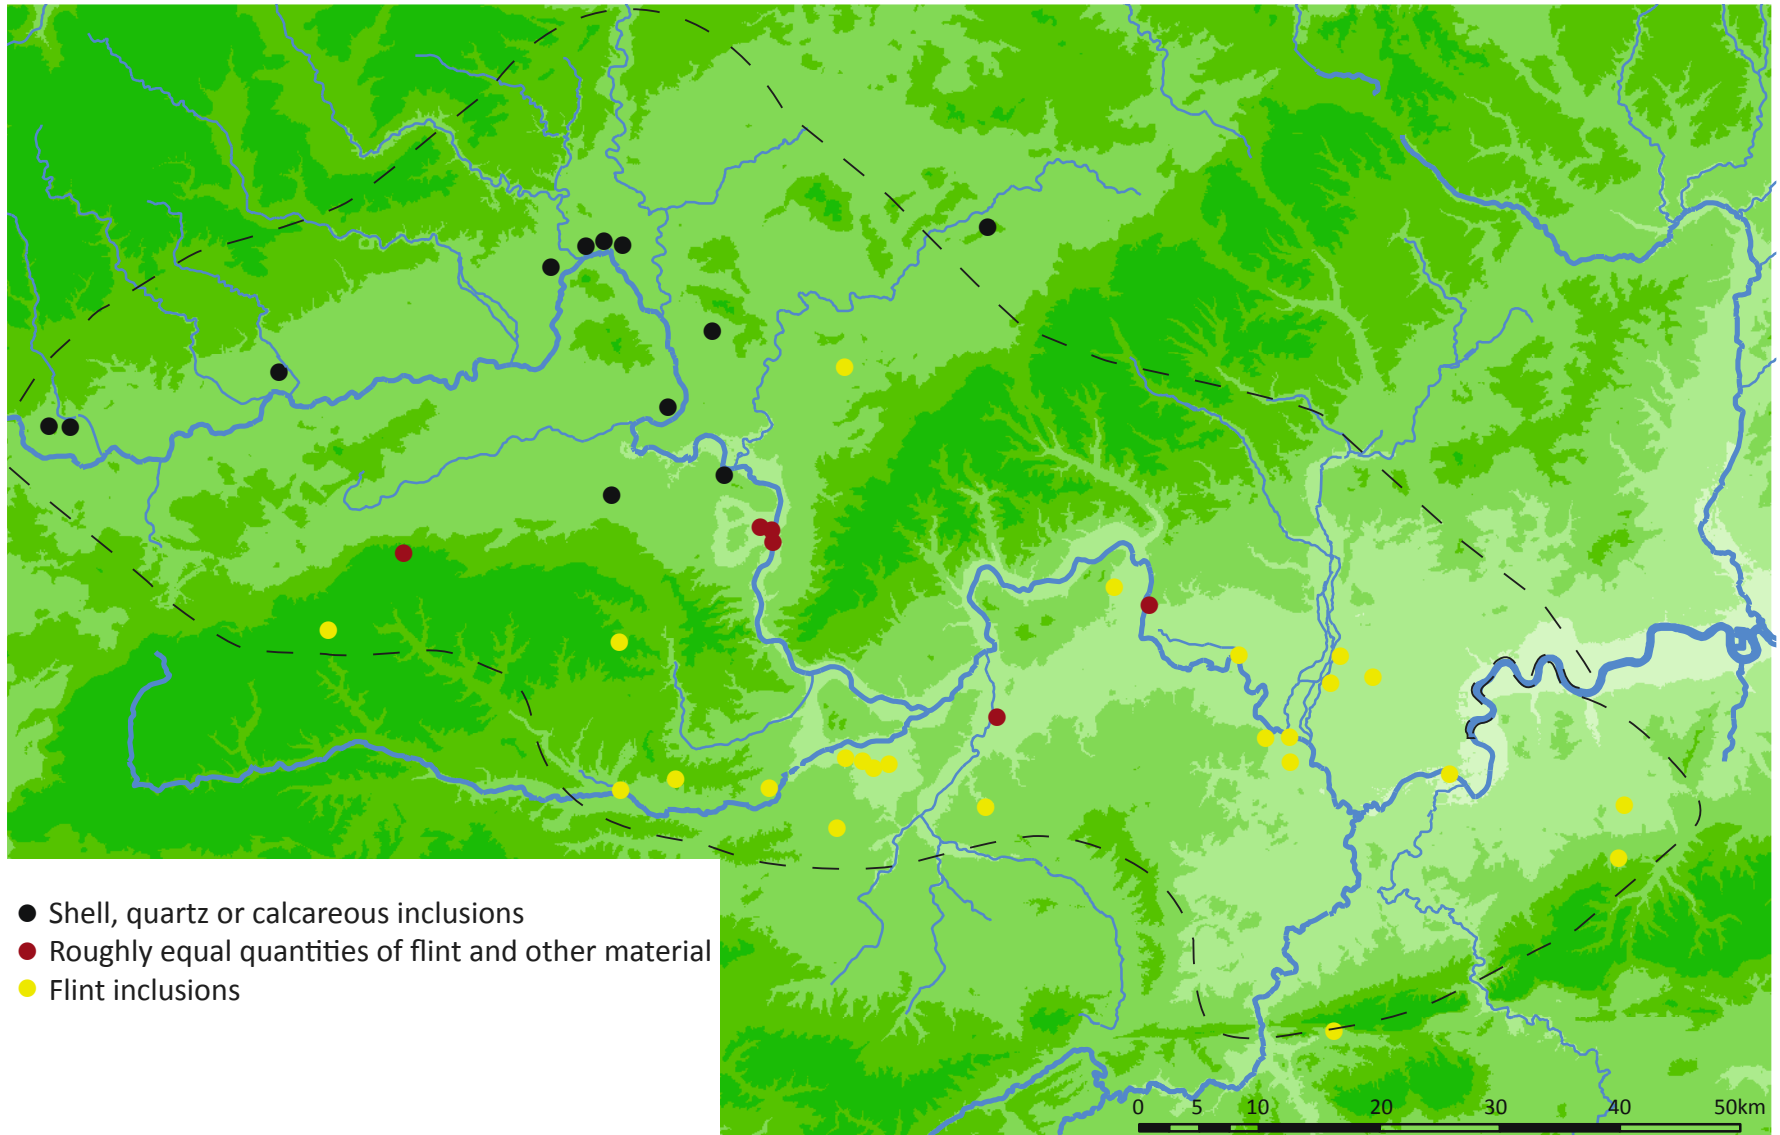 Shell, quartz or calcareous inclusions
Roughly equal quantities of flint and other material
Flint inclusions
0 5 10 20 30 40 50km